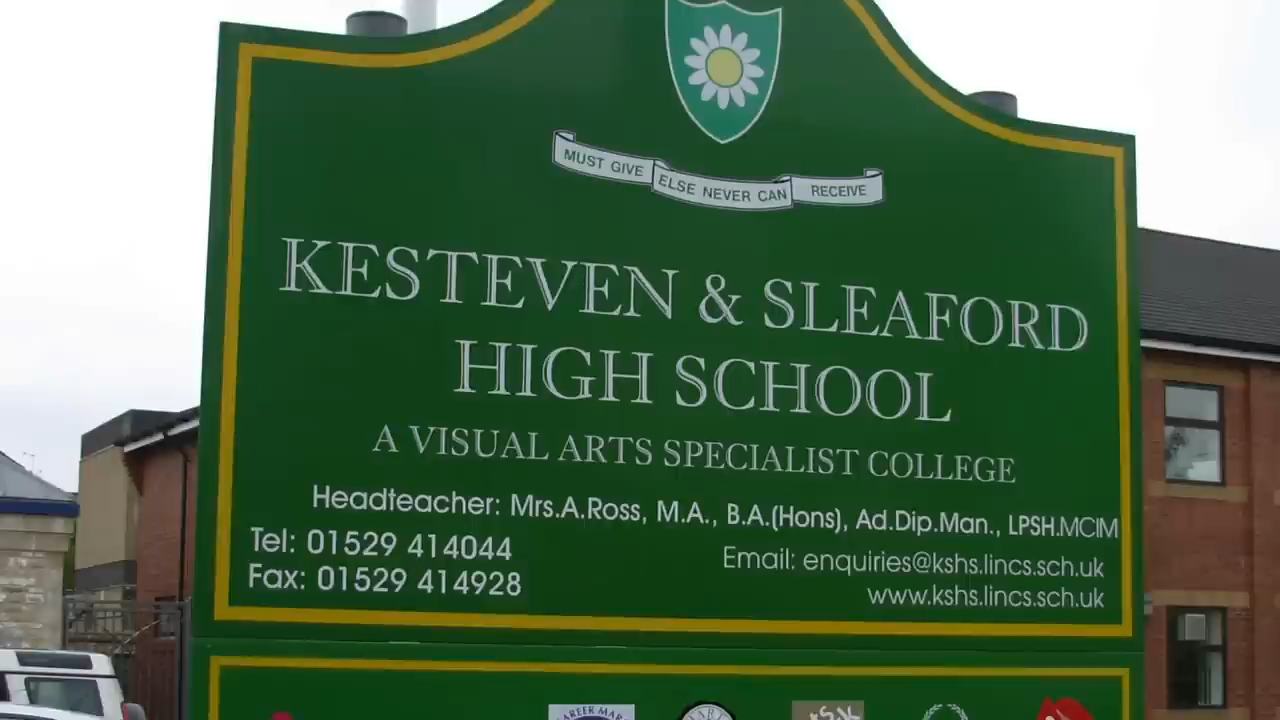 MUST GIVE ELSE NEVER CAN RECEIVE
KESTEVEN & SLEAFORD
HIGH SCHOOL
A VISUAL ARTS SPECIALIST COLLEGE
Headteacher: Mrs.A.Ross, M.A., B.A.(Hons), Ad.Dip.Man., LPSH.MCIM
Tel: 01529 414044
Fax: 01529 414928
Email: enquiries@kshs.lincs.sch.uk
www.kshs.lincs.sch.uk